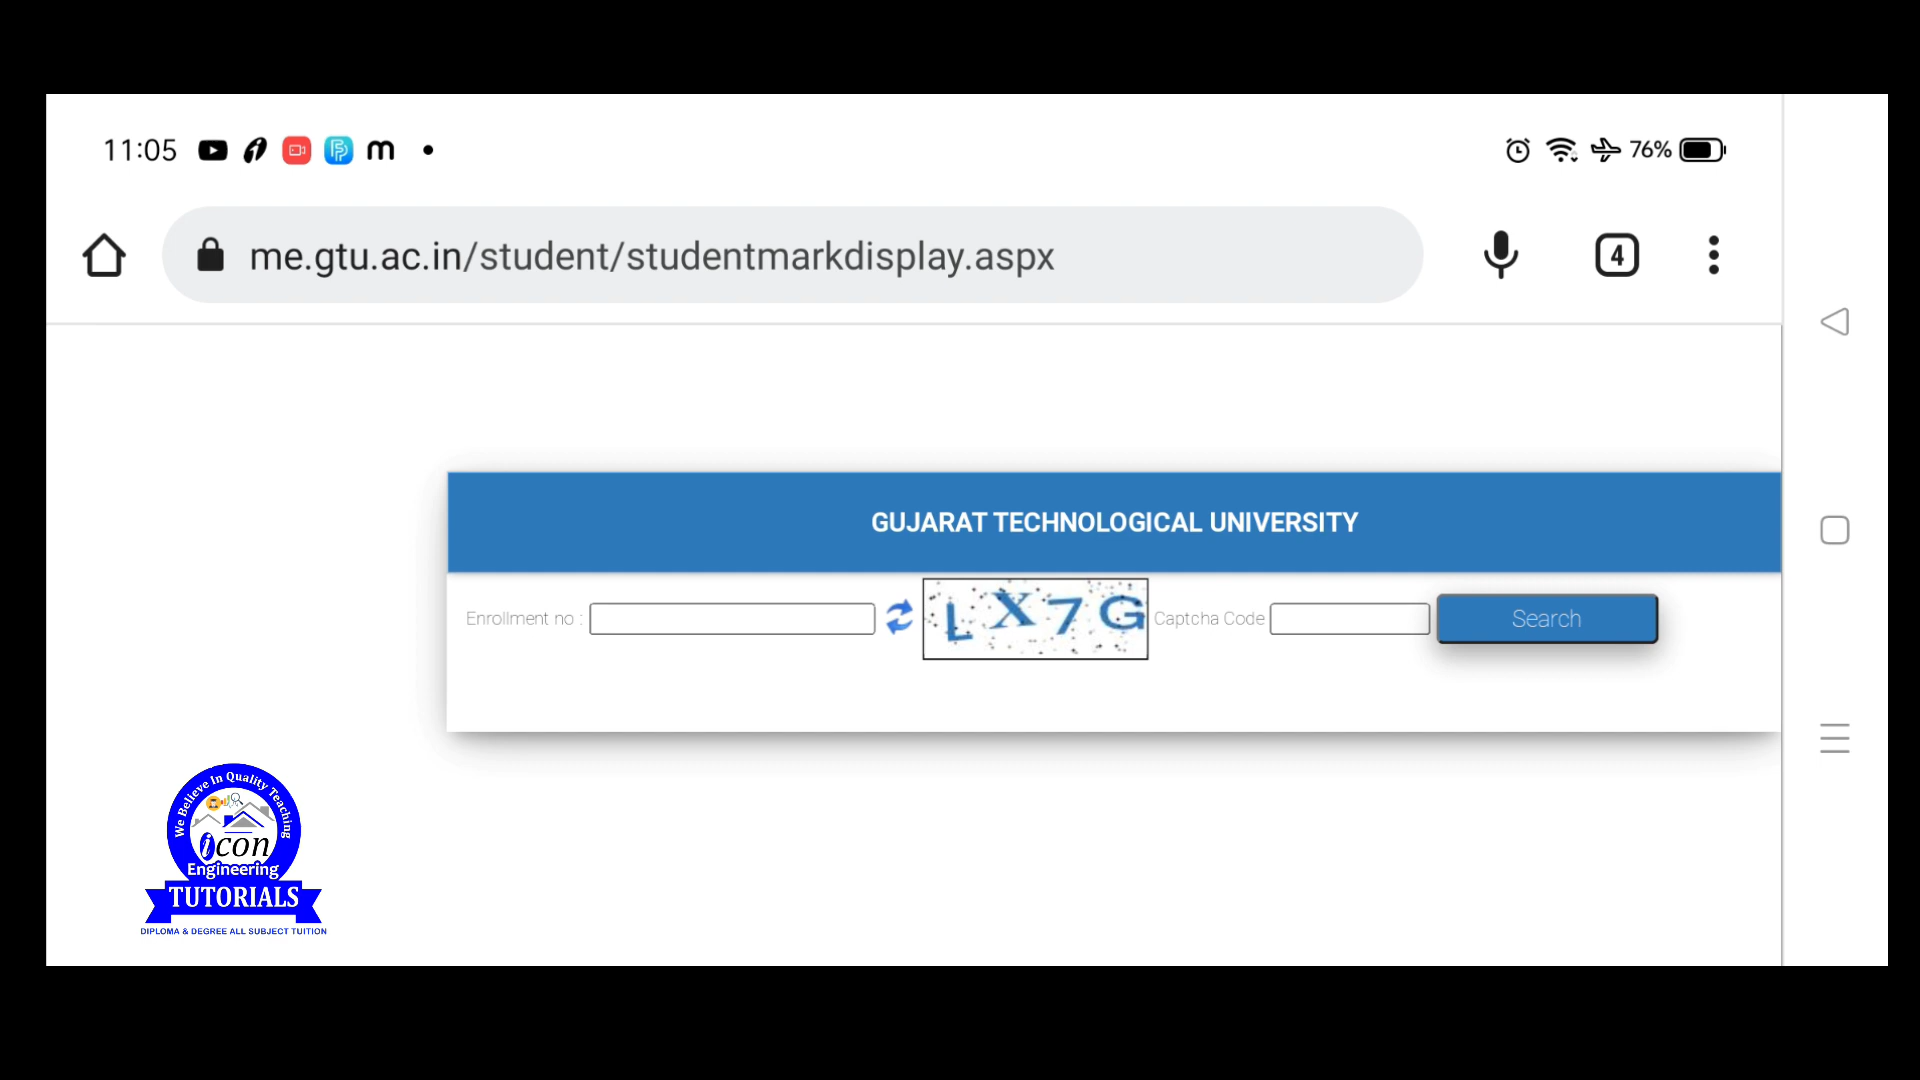 11:05
76%
me.gtu.ac.in/student/studentmarkdisplay.aspx
4
GUJARAT TECHNOLOGICAL UNIVERSITY
Enrollment no :
LX7G
Captcha Code
Search
We Believe In Quality Teaching
icon
Engineering
TUTORIALS
DIPLOMA & DEGREE ALL SUBJECT TUITION